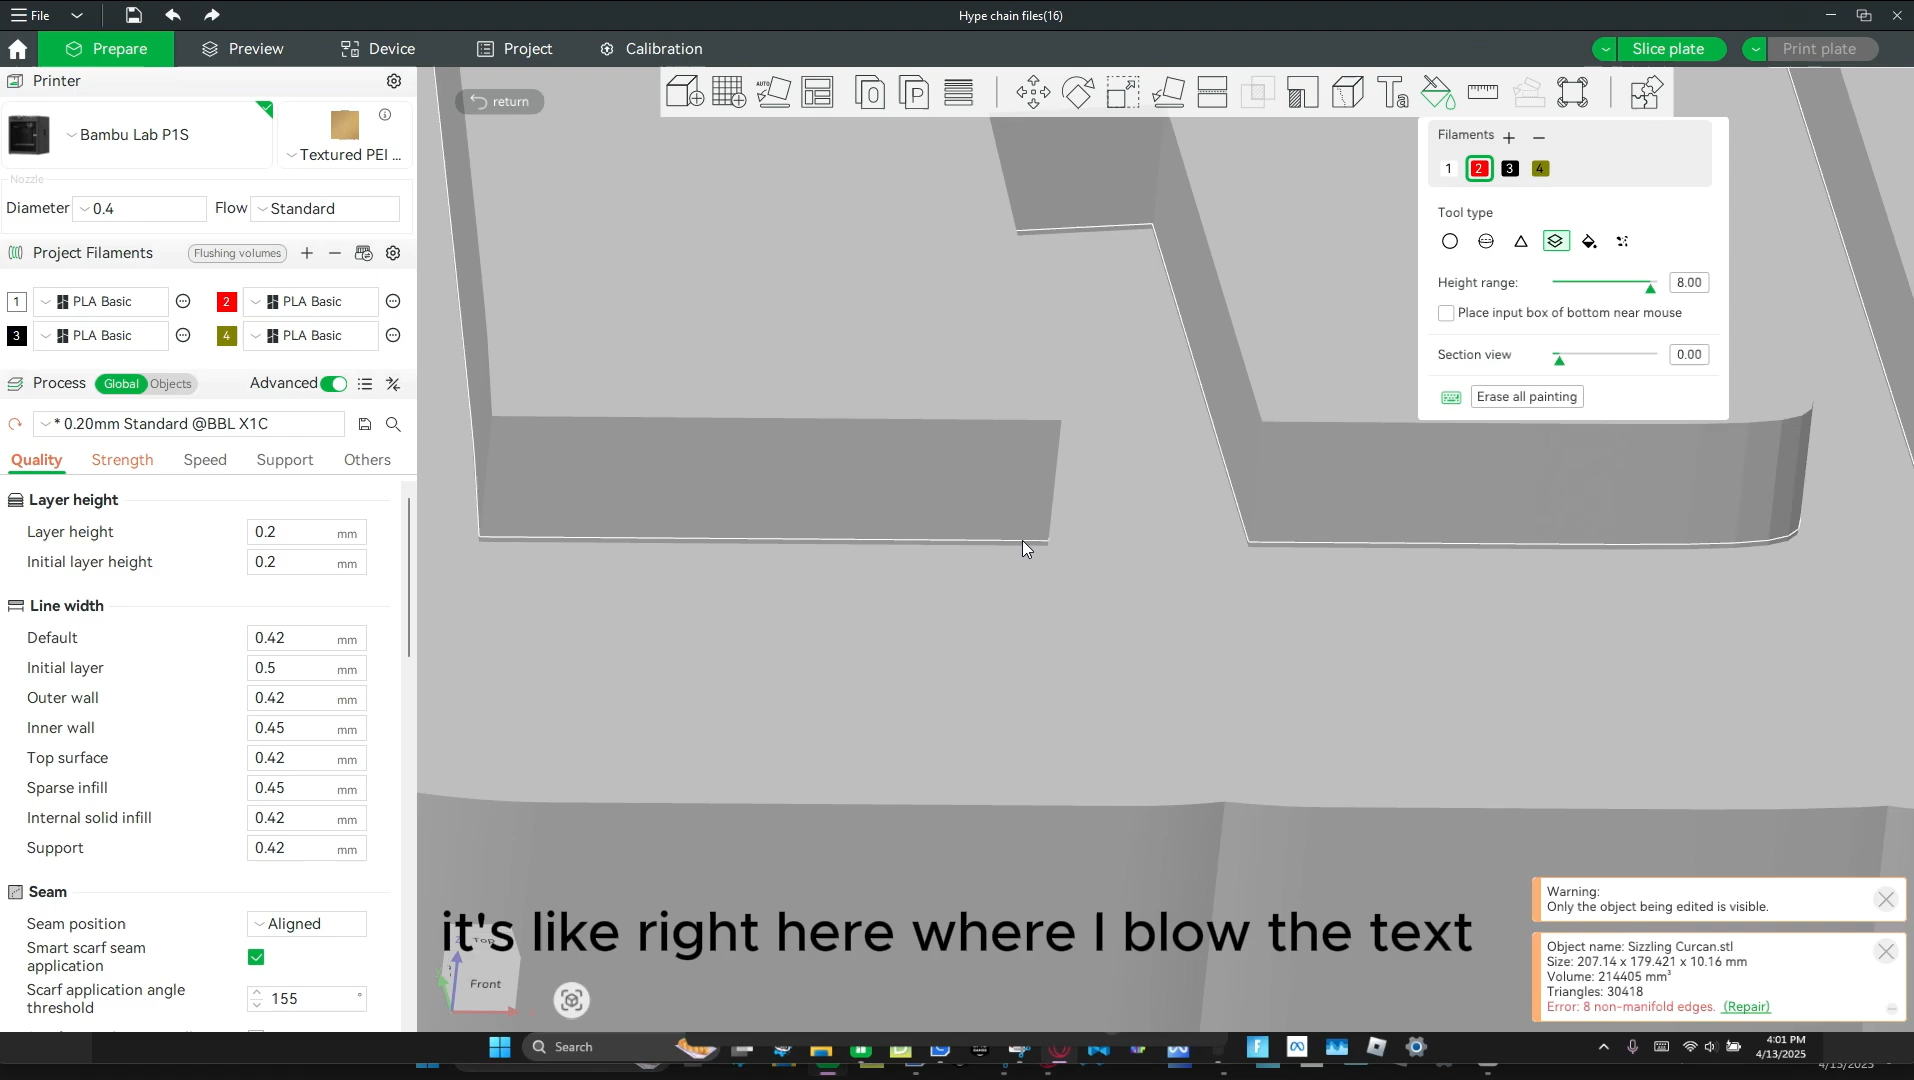 File
Hype chain files(16)
Prepare
Preview
Device
Project
Calibration
Slice plate
Print plate
Printer
return
Bambu Lab P1S
Textured PEI ...
Nozzle
Diameter 0.4 Flow Standard
Project Filaments Flushing volumes
1 PLA Basic 2 PLA Basic
3 PLA Basic 4 PLA Basic
Process Global Objects Advanced
* 0.20mm Standard @BBL X1C
Quality Strength Speed Support Others
Layer height
Layer height 0.2 mm
Initial layer height 0.2 mm
Line width
Default 0.42 mm
Initial layer 0.5 mm
Outer wall 0.42 mm
Inner wall 0.45 mm
Top surface 0.42 mm
Sparse infill 0.45 mm
Internal solid infill 0.42 mm
Support 0.42 mm
Seam
Seam position Aligned
Smart scarf seam
application
Scarf application angle
threshold 155 °
Filaments
1 2 3 4
Tool type
Height range: 8.00
Place input box of bottom near mouse
Section view 0.00
Erase all painting
it's like right here where I blow the text
Top
Front
Warning:
Only the object being edited is visible.
Object name: Sizzling Curcan.stl
Size: 207.14 x 179.421 x 10.16 mm
Volume: 214405 mm³
Triangles: 30418
Error: 8 non-manifold edges. (Repair)
Search
4:01 PM
4/13/2025